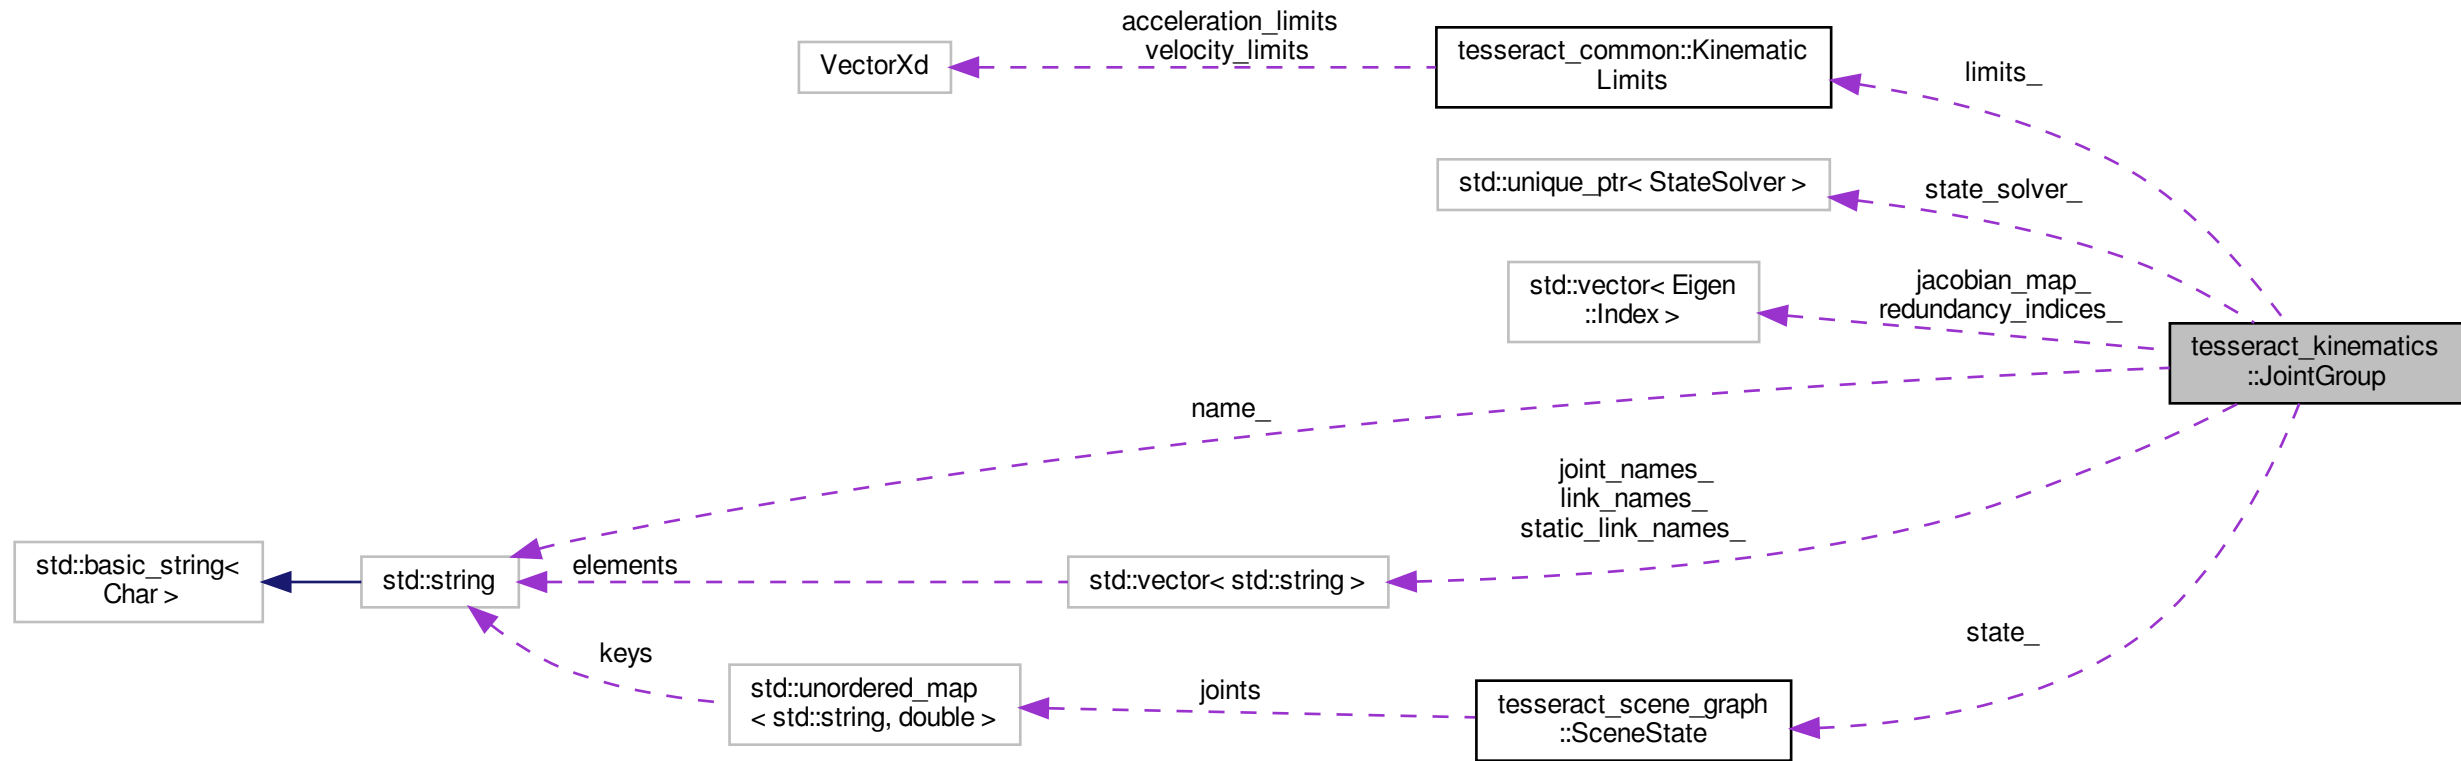 acceleration_limits
velocity_limits
VectorXd
tesseract_common::Kinematic
Limits
limits_
std::unique_ptr< StateSolver >
state_solver_
std::vector< Eigen
::Index >
jacobian_map_
redundancy_indices_
tesseract_kinematics
::JointGroup
name_
joint_names_
link_names_
static_link_names_
std::basic_string<
Char >
std::string
elements
std::vector< std::string >
keys
state_
std::unordered_map
< std::string, double >
joints
tesseract_scene_graph
::SceneState